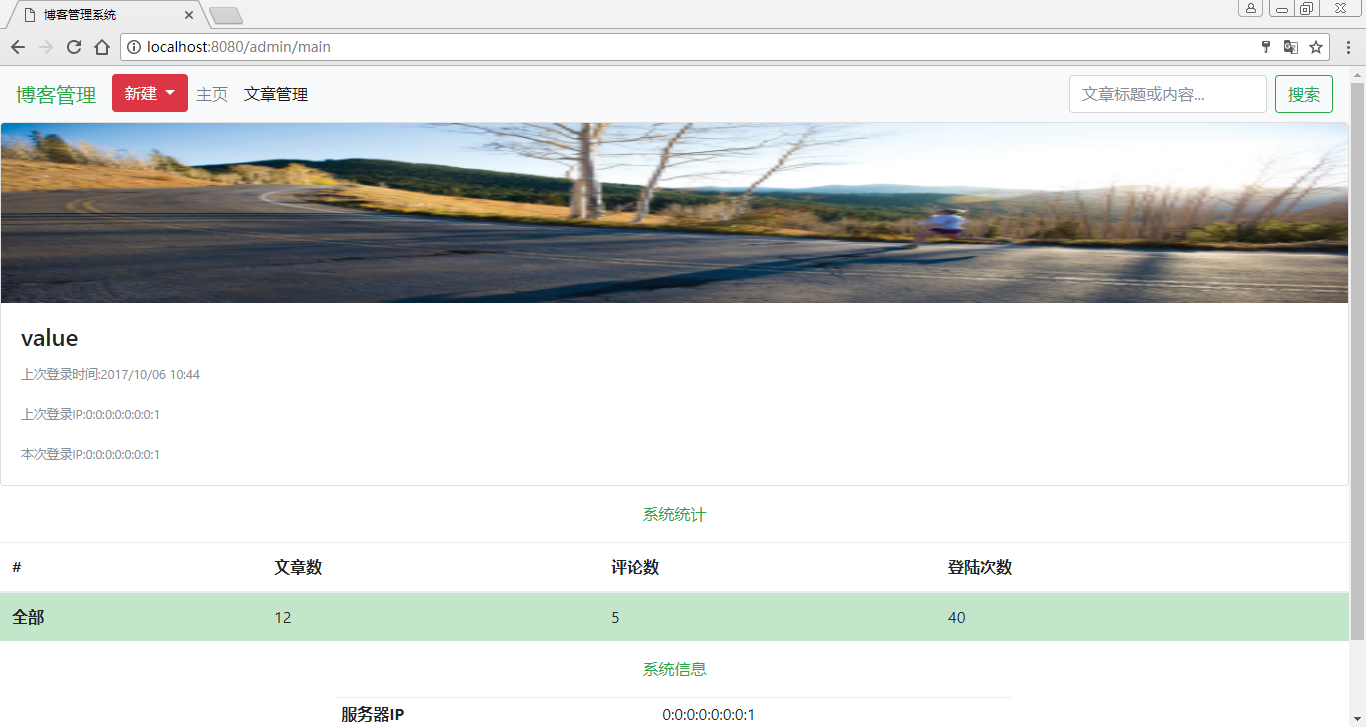 博客管理系统
localhost:8080/admin/main
博客管理 新建 主页 文章管理 文章标题或内容... 搜索
value
上次登录时间:2017/10/06 10:44
上次登录IP:0:0:0:0:0:0:0:1
本次登录IP:0:0:0:0:0:0:0:1
系统统计
# 文章数 评论数 登陆次数
全部 12 5 40
系统信息
服务器IP 0:0:0:0:0:0:0:1